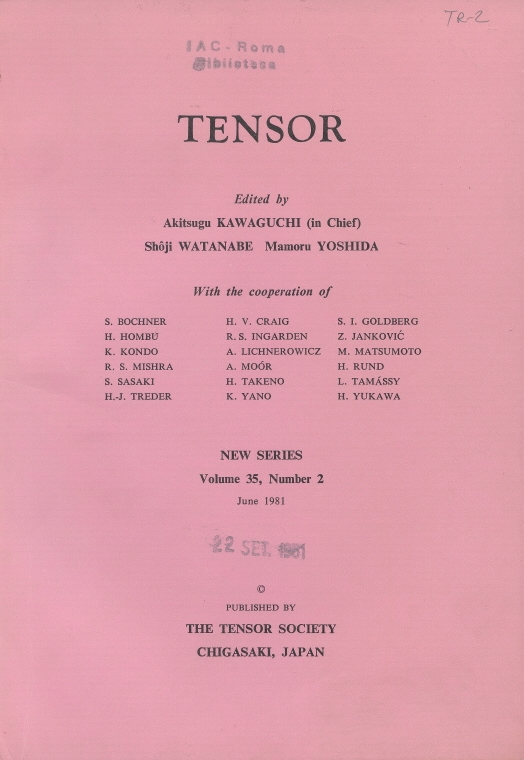 TR-2
IAC-Roma
Biblioteca
TENSOR
Edited by
Akitsugu KAWAGUCHI (in Chief)
Shôji WATANABE Mamoru YOSHIDA
With the cooperation of
S. BOCHNER H. V. CRAIG S. I. GOLDBERG
H. HOMBU R. S. INGARDEN Z. JANKOVIĆ
K. KONDO A. LICHNEROWICZ M. MATSUMOTO
R. S. MISHRA A. MOÓR H. RUND
S. SASAKI H. TAKENO L. TAMÁSSY
H.-J. TREDER K. YANO H. YUKAWA
NEW SERIES
Volume 35, Number 2
June 1981
22 SET. 1981
©
PUBLISHED BY
THE TENSOR SOCIETY
CHIGASAKI, JAPAN